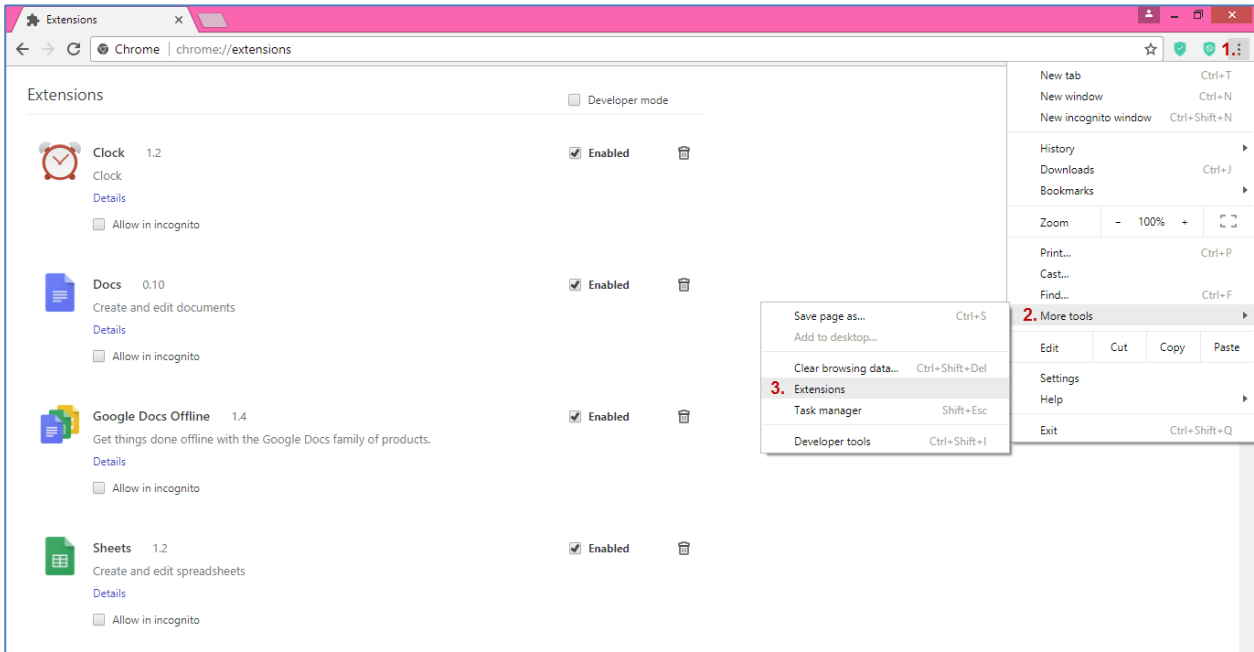 Extensions
Chrome | chrome://extensions
1.
Extensions
Developer mode
Clock 1.2
Enabled
Clock
Details
Allow in incognito
Docs 0.10
Enabled
Create and edit documents
Details
Allow in incognito
Google Docs Offline 1.4
Enabled
Get things done offline with the Google Docs family of products.
Details
Allow in incognito
Sheets 1.2
Enabled
Create and edit spreadsheets
Details
Allow in incognito
New tab Ctrl+T
New window Ctrl+N
New incognito window Ctrl+Shift+N
History
Downloads Ctrl+J
Bookmarks
Zoom - 100% +
Print... Ctrl+P
Cast...
Find... Ctrl+F
2. More tools
Edit Cut Copy Paste
Settings
Help
Exit Ctrl+Shift+Q
Save page as... Ctrl+S
Add to desktop...
Clear browsing data... Ctrl+Shift+Del
3. Extensions
Task manager Shift+Esc
Developer tools Ctrl+Shift+I